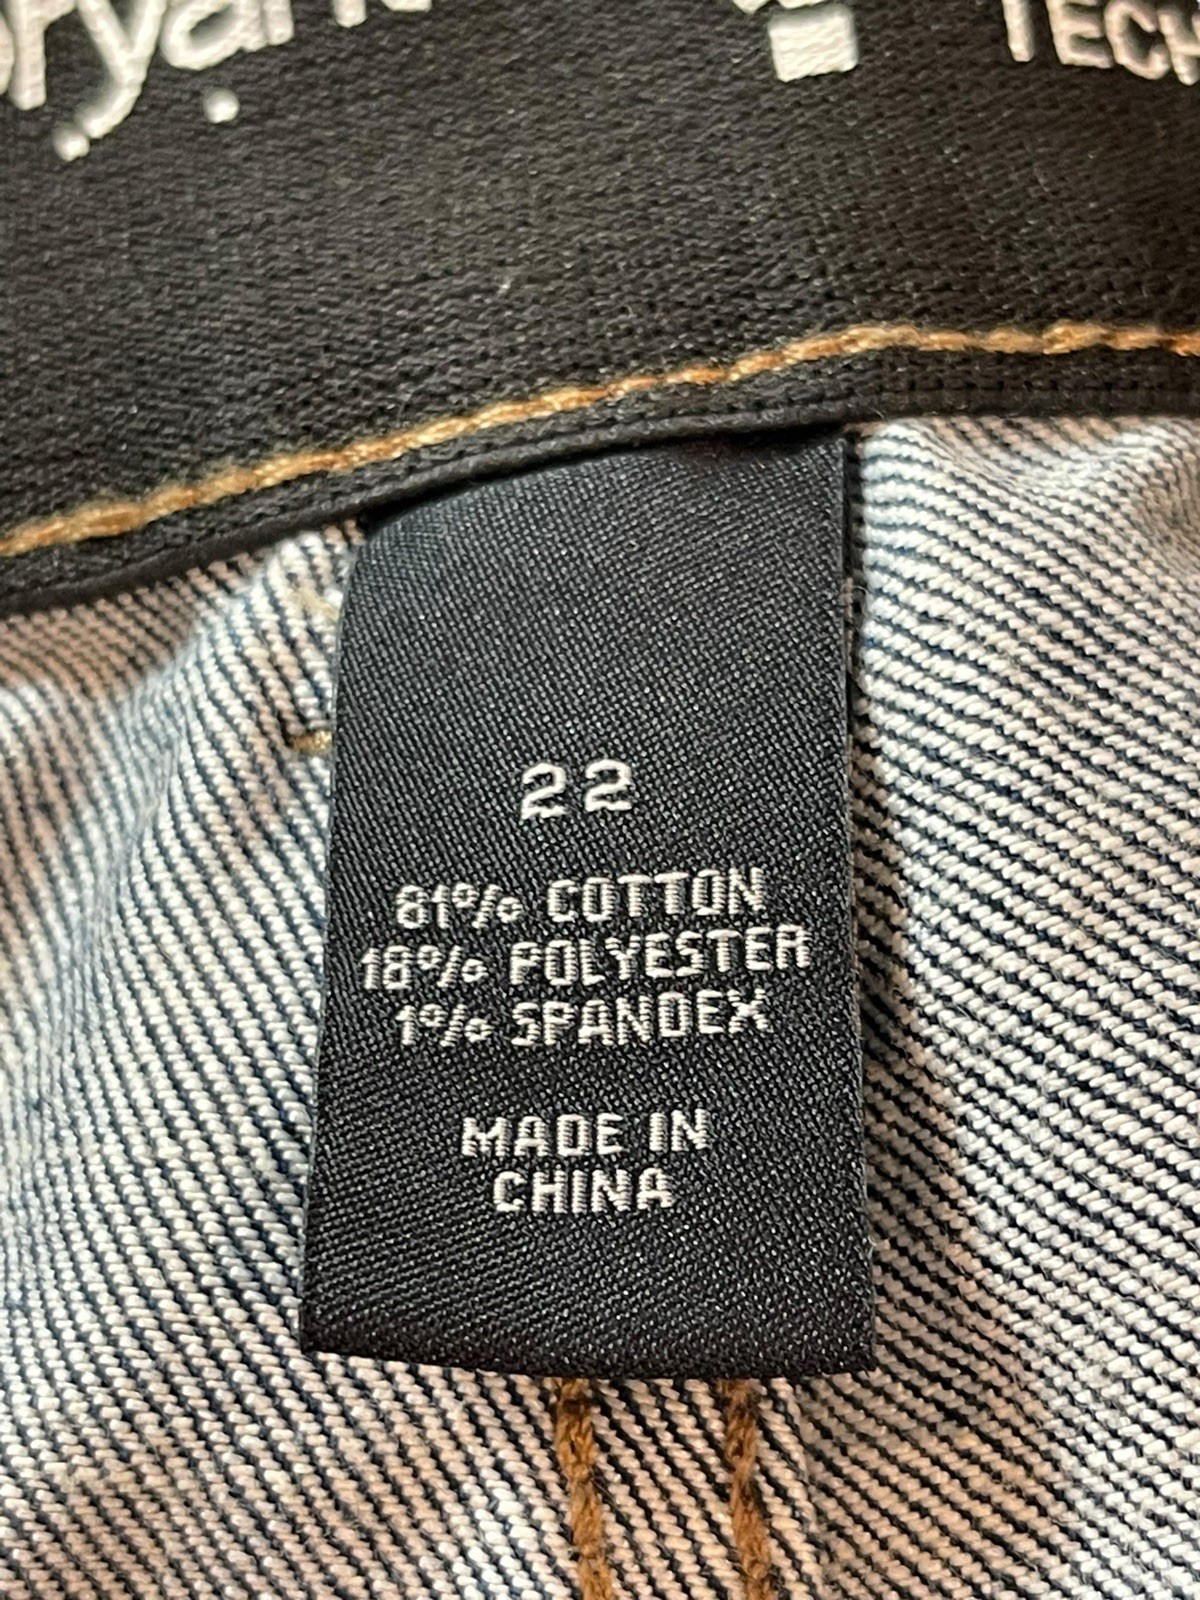 22
81% COTTON
18% POLYESTER
1% SPANDEX
MADE IN
CHINA